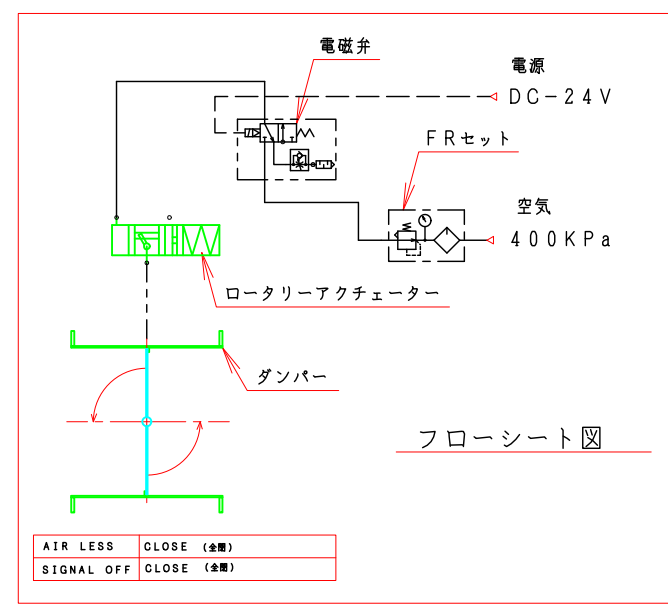 電磁弁
電源
DC-24V
FRセット
空気
400KPa
ロータリーアクチェーター
ダンパー
フローシート図
AIR LESS CLOSE (全閉)
SIGNAL OFF CLOSE (全閉)